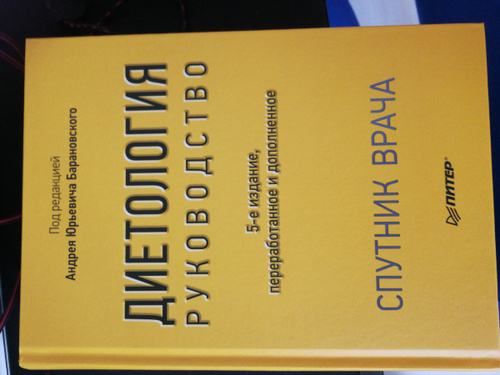 Под редакцией
Андрея Юрьевича Барановского
ДИЕТОЛОГИЯ
РУКОВОДСТВО
5-е издание,
переработанное и дополненное
СПУТНИК ВРАЧА
ПИТЕР®